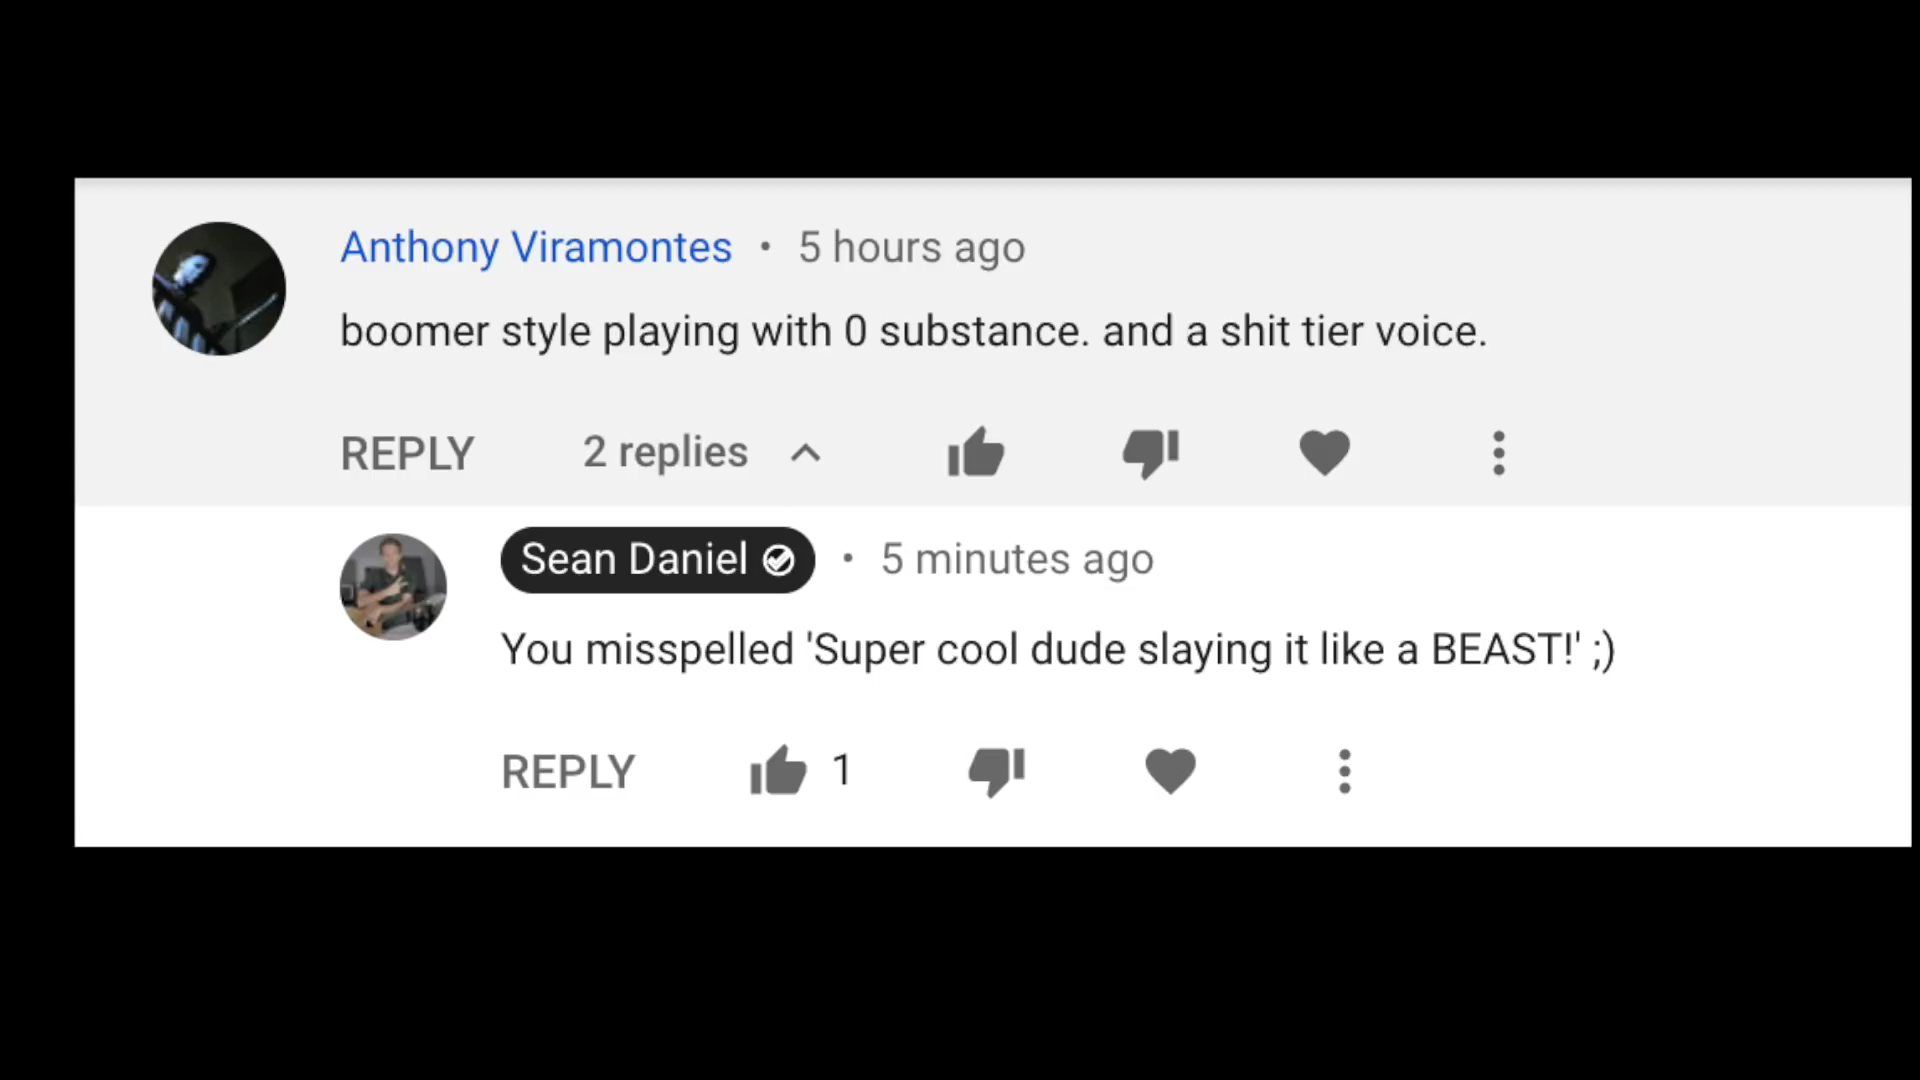 Anthony Viramontes • 5 hours ago
boomer style playing with 0 substance. and a shit tier voice.
REPLY 2 replies
Sean Daniel • 5 minutes ago
You misspelled 'Super cool dude slaying it like a BEAST!' ;)
REPLY 1